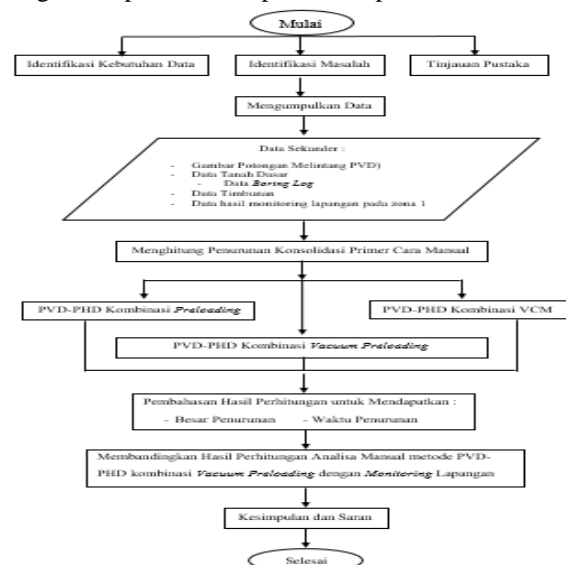 Mulai
Identifikasi Kebutuhan Data
Identifikasi Masalah
Tinjauan Pustaka
Mengumpulkan Data
Data Sekunder :
- Gambar Potongan Melintang PVD)
- Data Tanah Dasar
- Data Boring Log
- Data Timbunan
- Data hasil monitoring lapangan pada zona 1
Menghitung Penurunan Konsolidasi Primer Cara Manual
PVD-PHD Kombinasi Preloading
PVD-PHD Kombinasi VCM
PVD-PHD Kombinasi Vacuum Preloading
Pembahasan Hasil Perhitungan untuk Mendapatkan :
- Besar Penurunan - Waktu Penurunan
Membandingkan Hasil Perhitungan Analisa Manual metode PVD-
PHD kombinasi Vacuum Preloading dengan Monitoring Lapangan
Kesimpulan dan Saran
Selesai